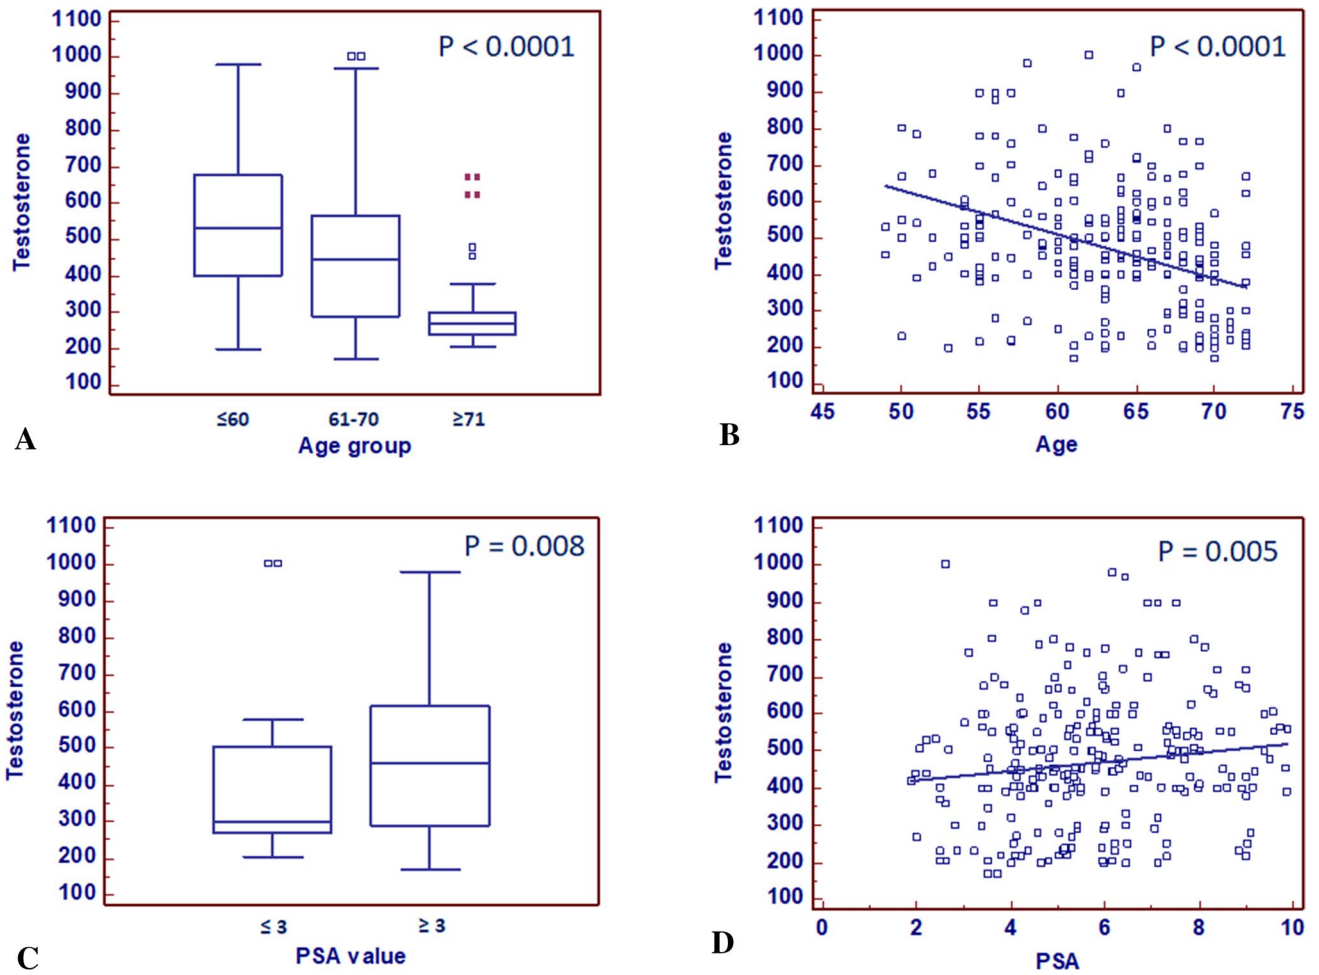 1100
1000
900
800
700
600
500
400
300
200
100
Testosterone
P < 0.0001
≤60 61-70 ≥71
Age group
A
1100
1000
900
800
700
600
500
400
300
200
100
Testosterone
P < 0.0001
45 50 55 60 65 70 75
Age
B
1100
1000
900
800
700
600
500
400
300
200
100
Testosterone
P = 0.008
≤ 3 ≥ 3
PSA value
C
1100
1000
900
800
700
600
500
400
300
200
100
Testosterone
P = 0.005
0 2 4 6 8 10
PSA
D